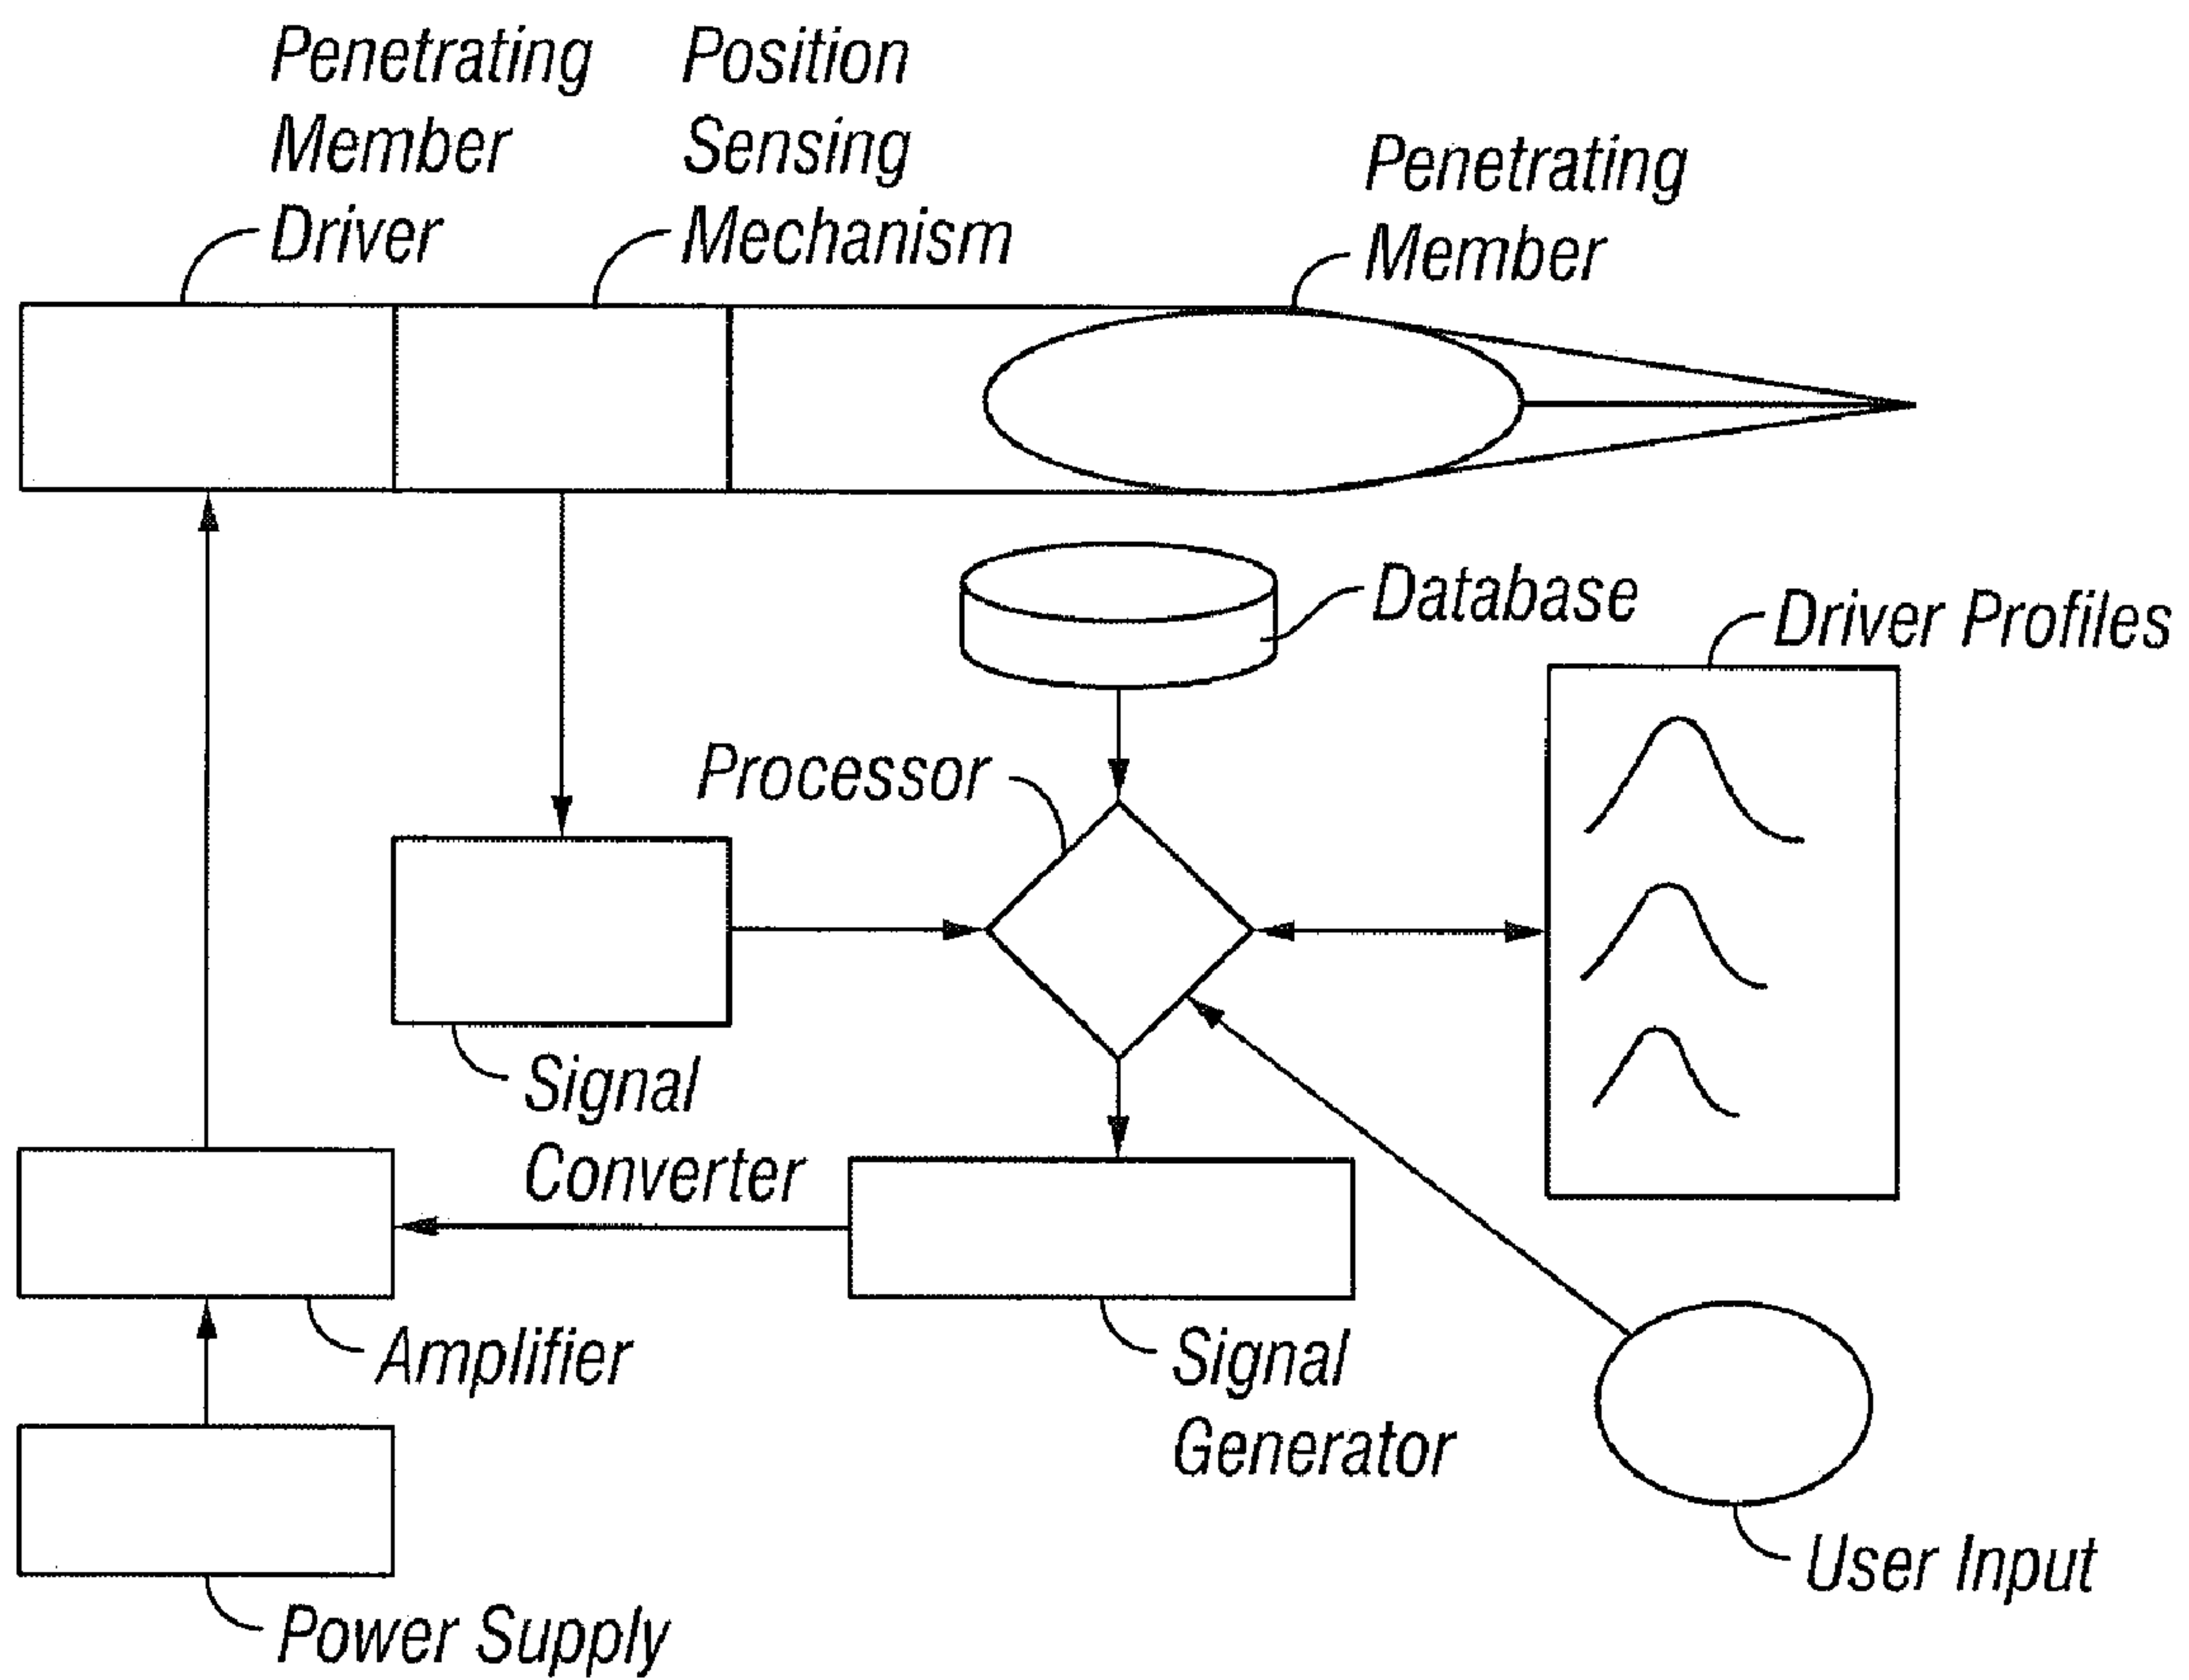 Penetrating
Member
Driver
Position
Sensing
Mechanism
Penetrating
Member
Database
Driver Profiles
Processor
Signal
Converter
Amplifier
Signal
Generator
User Input
Power Supply